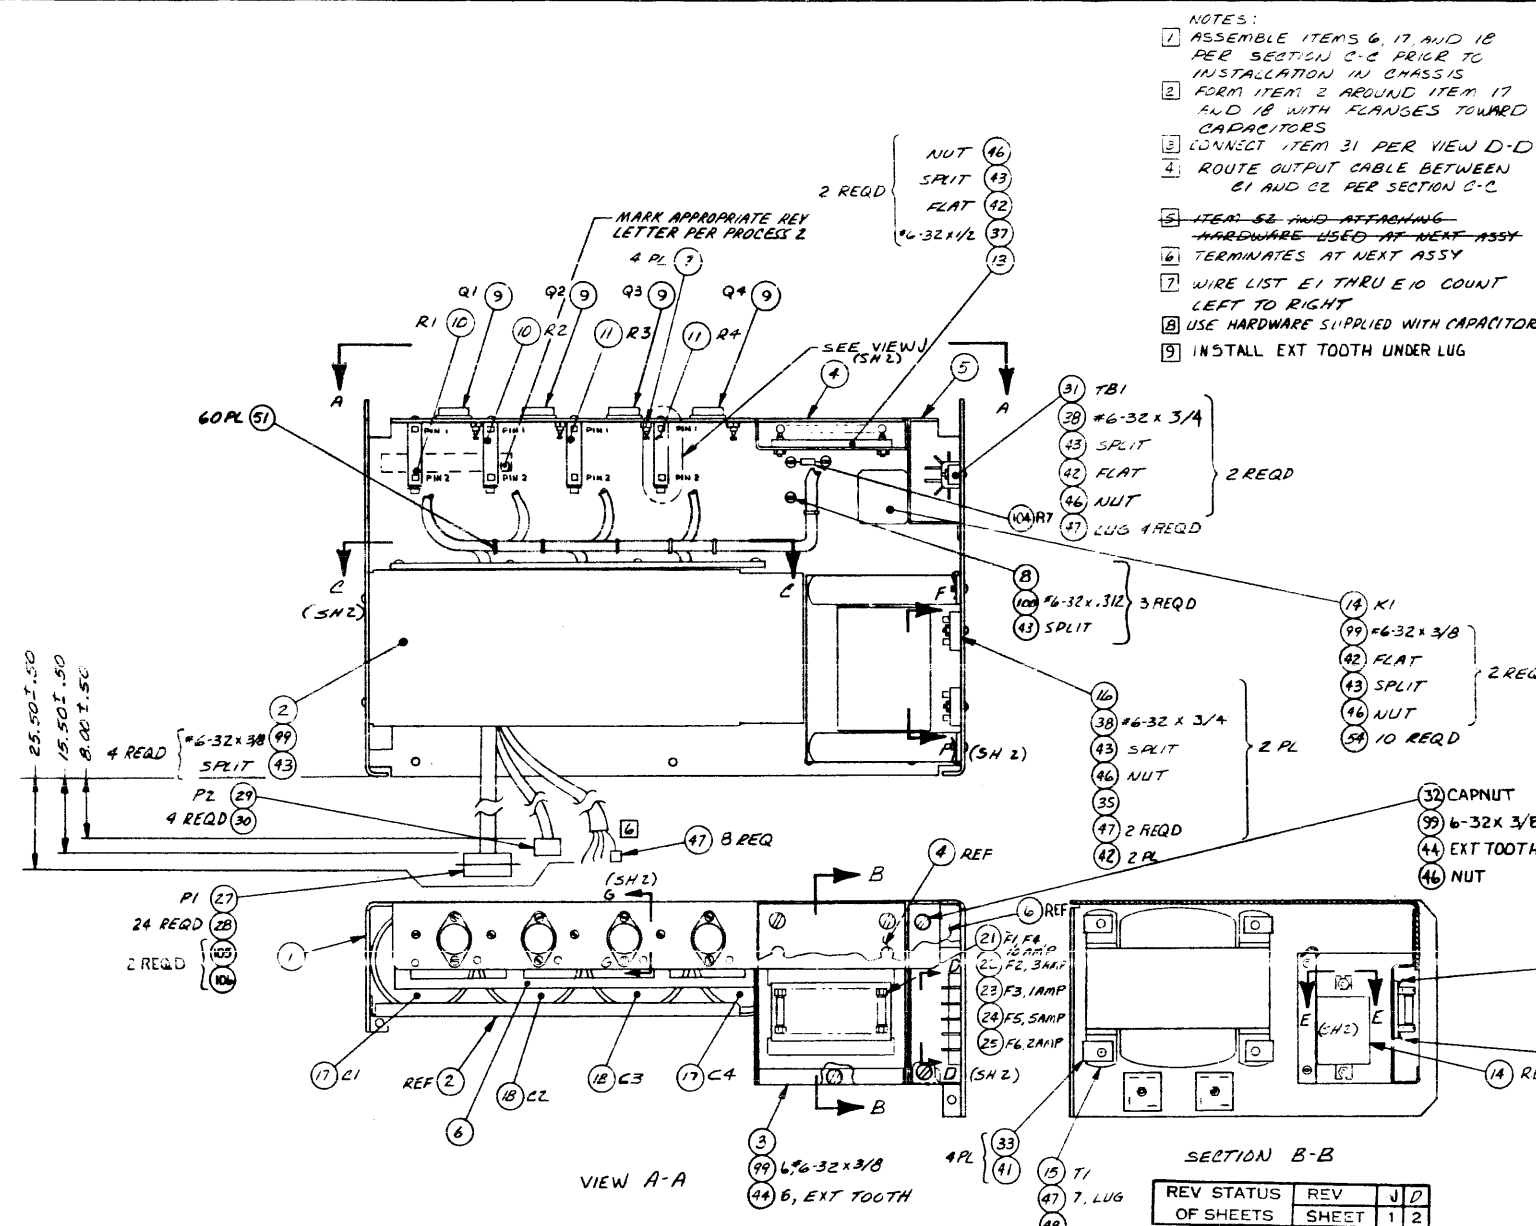 NOTES:
1 ASSEMBLE ITEMS 6, 17, AND 18
PER SECTION C-C PRIOR TO
INSTALLATION IN CHASSIS
2 FORM ITEM 2 AROUND ITEM 17
AND 18 WITH FLANGES TOWARD
CAPACITORS
3 CONNECT ITEM 31 PER VIEW D-D
4 ROUTE OUTPUT CABLE BETWEEN
C1 AND C2 PER SECTION C-C
5 ITEM 52 AND ATTACHING
HARDWARE USED AT NEXT ASSY
6 TERMINATES AT NEXT ASSY
7 WIRE LIST E1 THRU E10 COUNT
LEFT TO RIGHT
8 USE HARDWARE SUPPLIED WITH CAPACITOR
9 INSTALL EXT TOOTH UNDER LUG
2 REQD
NUT 46
SPLIT 43
FLAT 42
#6-32 x 1/2 37
13
MARK APPROPRIATE REV
LETTER PER PROCESS 2
4 PL 7
Q1 9
Q2 9
Q3 9
Q4 9
R1 10
10 R2
11 R3
11 R4
SEE VIEW J
(SH 2)
4
5
A
A
60 PL 51
PIN 1
PIN 1
PIN 1
PIN 1
PIN 2
PIN 2
PIN 2
PIN 2
31 TB1
38 #6-32 x 3/4
43 SPLIT
42 FLAT
46 NUT
2 REQD
47 LUG 4 REQD
104 R7
C
(SH 2)
C
8
100 #6-32 x .312
43 SPLIT
3 REQD
F
F
(SH 2)
14 K1
99 #6-32 x 3/8
42 FLAT
43 SPLIT
46 NUT
2 REQ
54 10 REQD
16
38 #6-32 x 3/4
43 SPLIT
46 NUT
35
47 2 REQD
42 2 PL
2 PL
25.50 ± .50
15.50 ± .50
8.00 ± .50
2
4 REQD
#6-32 x 3/8 99
SPLIT 43
P2 29
4 REQD 30
6
47 8 REQ
32 CAPNUT
99 6-32 x 3/8
44 EXT TOOTH
46 NUT
P1 27
24 REQD 28
2 REQD
105
106
1
(SH 2)
G
G
B
B
4 REF
6 REF
21 F1, F4,
10 AMP
22 F2, 3 AMP
23 F3, 1 AMP
24 F5, 5 AMP
25 F6, 2 AMP
D
D
(SH 2)
17 C1
REF 2
18 C2
18 C3
17 C4
6
VIEW A-A
3
99 6, #6-32 x 3/8
44 6, EXT TOOTH
E
E
(SH 2)
14 RE
4 PL
33
41
15 T1
47 7, LUG
48
SECTION B-B
REV STATUS
OF SHEETS
REV J D
SHEET 1 2